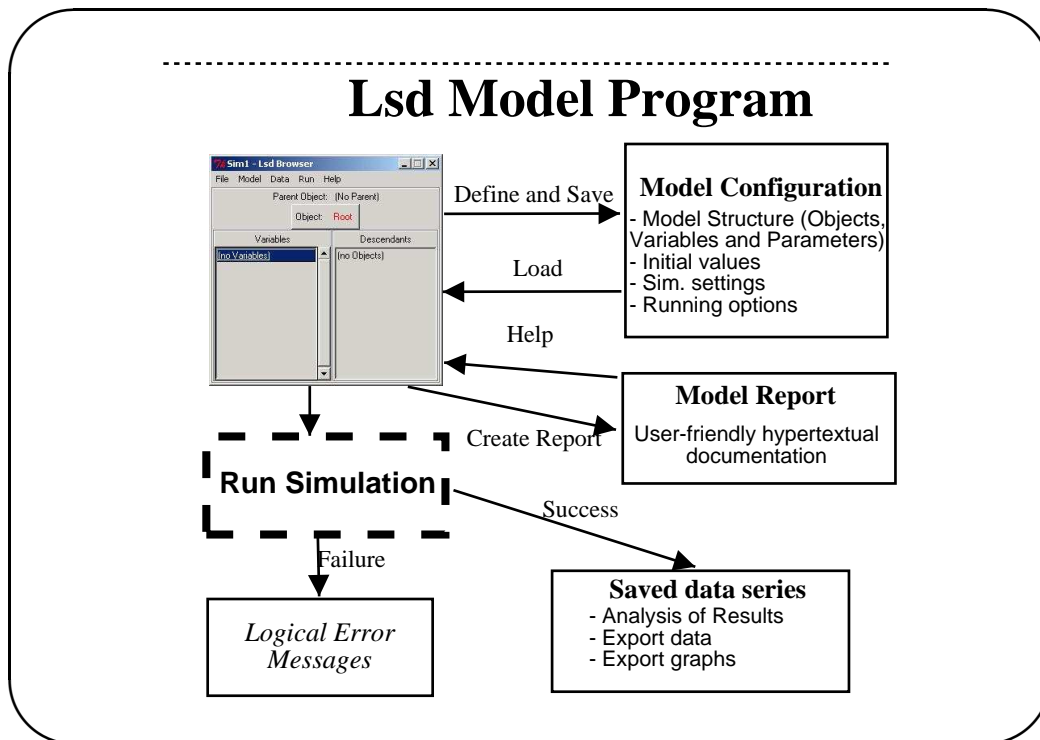 Lsd Model Program
Sim1 - Lsd Browser
File Model Data Run Help
Parent Object: (No Parent)
Object: Root
Variables Descendants
(no Variables) (no Objects)
Define and Save
Load
Help
Create Report
Model Configuration
- Model Structure (Objects,
Variables and Parameters)
- Initial values
- Sim. settings
- Running options
Model Report
User-friendly hypertextual
documentation
Run Simulation
Success
Failure
Logical Error
Messages
Saved data series
- Analysis of Results
- Export data
- Export graphs